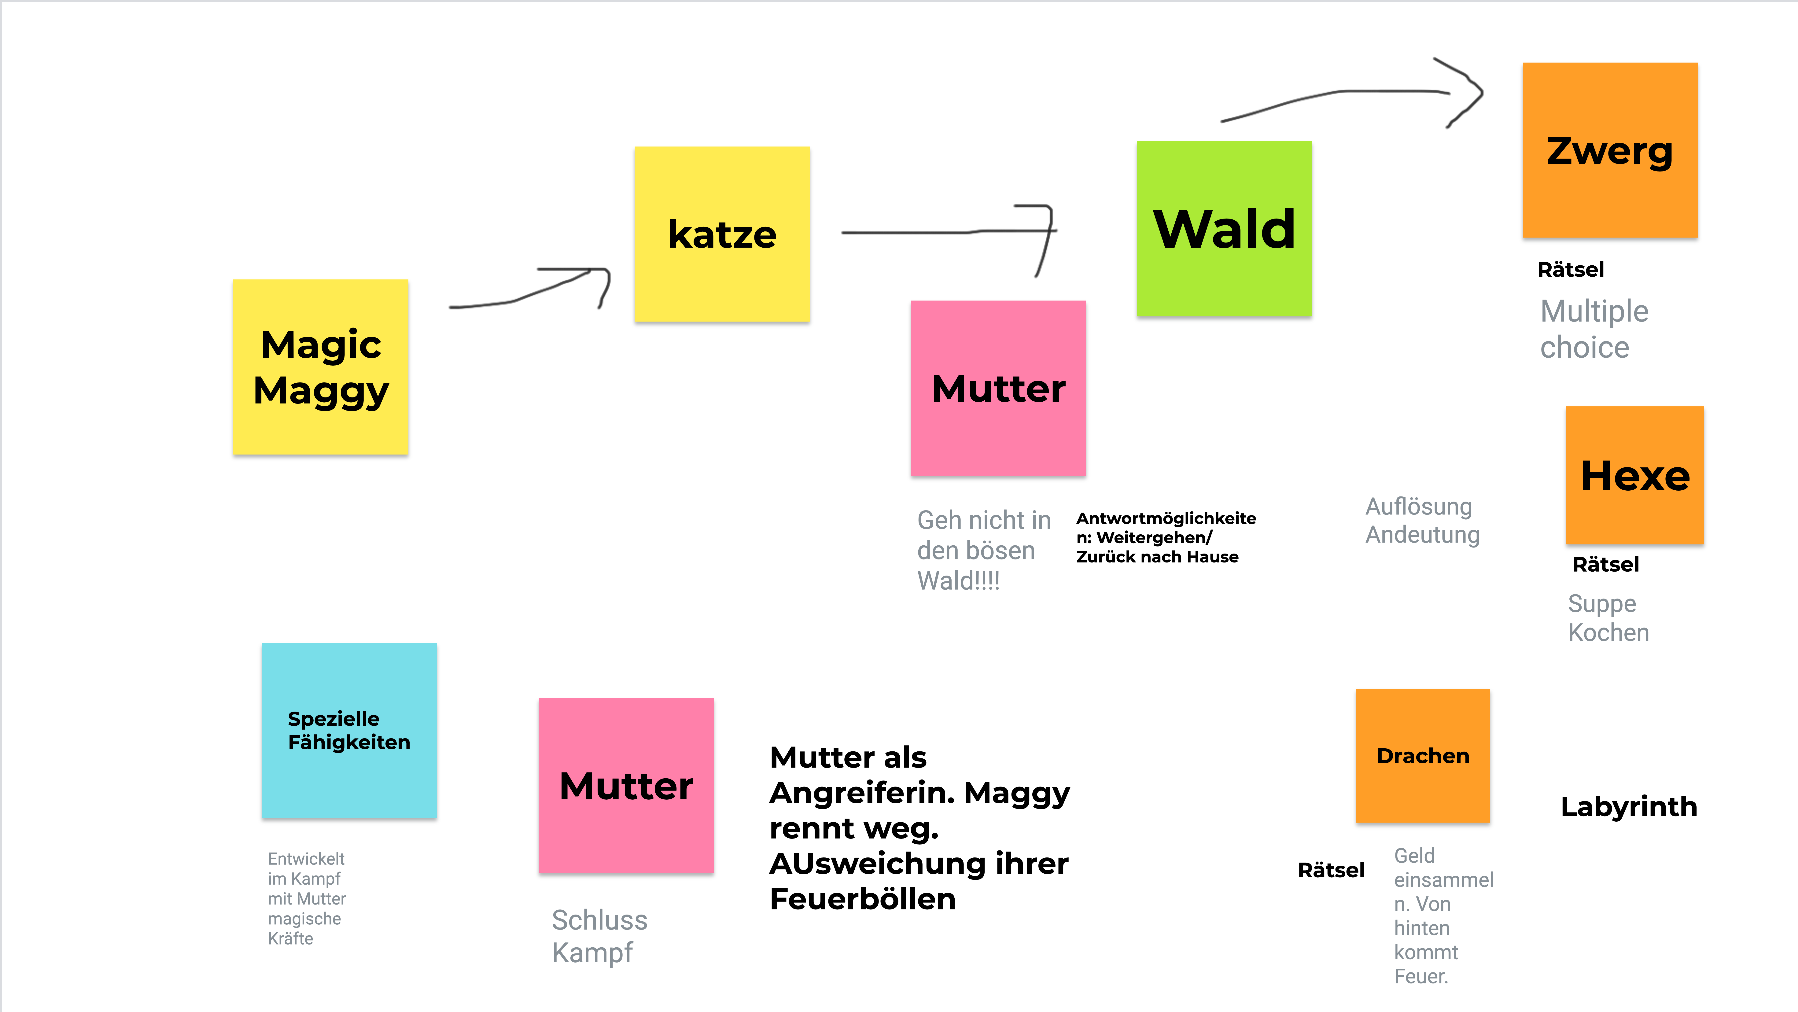 Magic
Maggy
katze
Wald
Zwerg
Rätsel
Multiple
choice
Mutter
Geh nicht in
den bösen
Wald!!!!
Antwortmöglichkeite
n: Weitergehen/
Zurück nach Hause
Auflösung
Andeutung
Hexe
Rätsel
Suppe
Kochen
Spezielle
Fähigkeiten
Entwickelt
im Kampf
mit Mutter
magische
Kräfte
Mutter
Schluss
Kampf
Mutter als
Angreiferin. Maggy
rennt weg.
AUsweichung ihrer
Feuerböllen
Drachen
Labyrinth
Rätsel
Geld
einsammel
n. Von
hinten
kommt
Feuer.